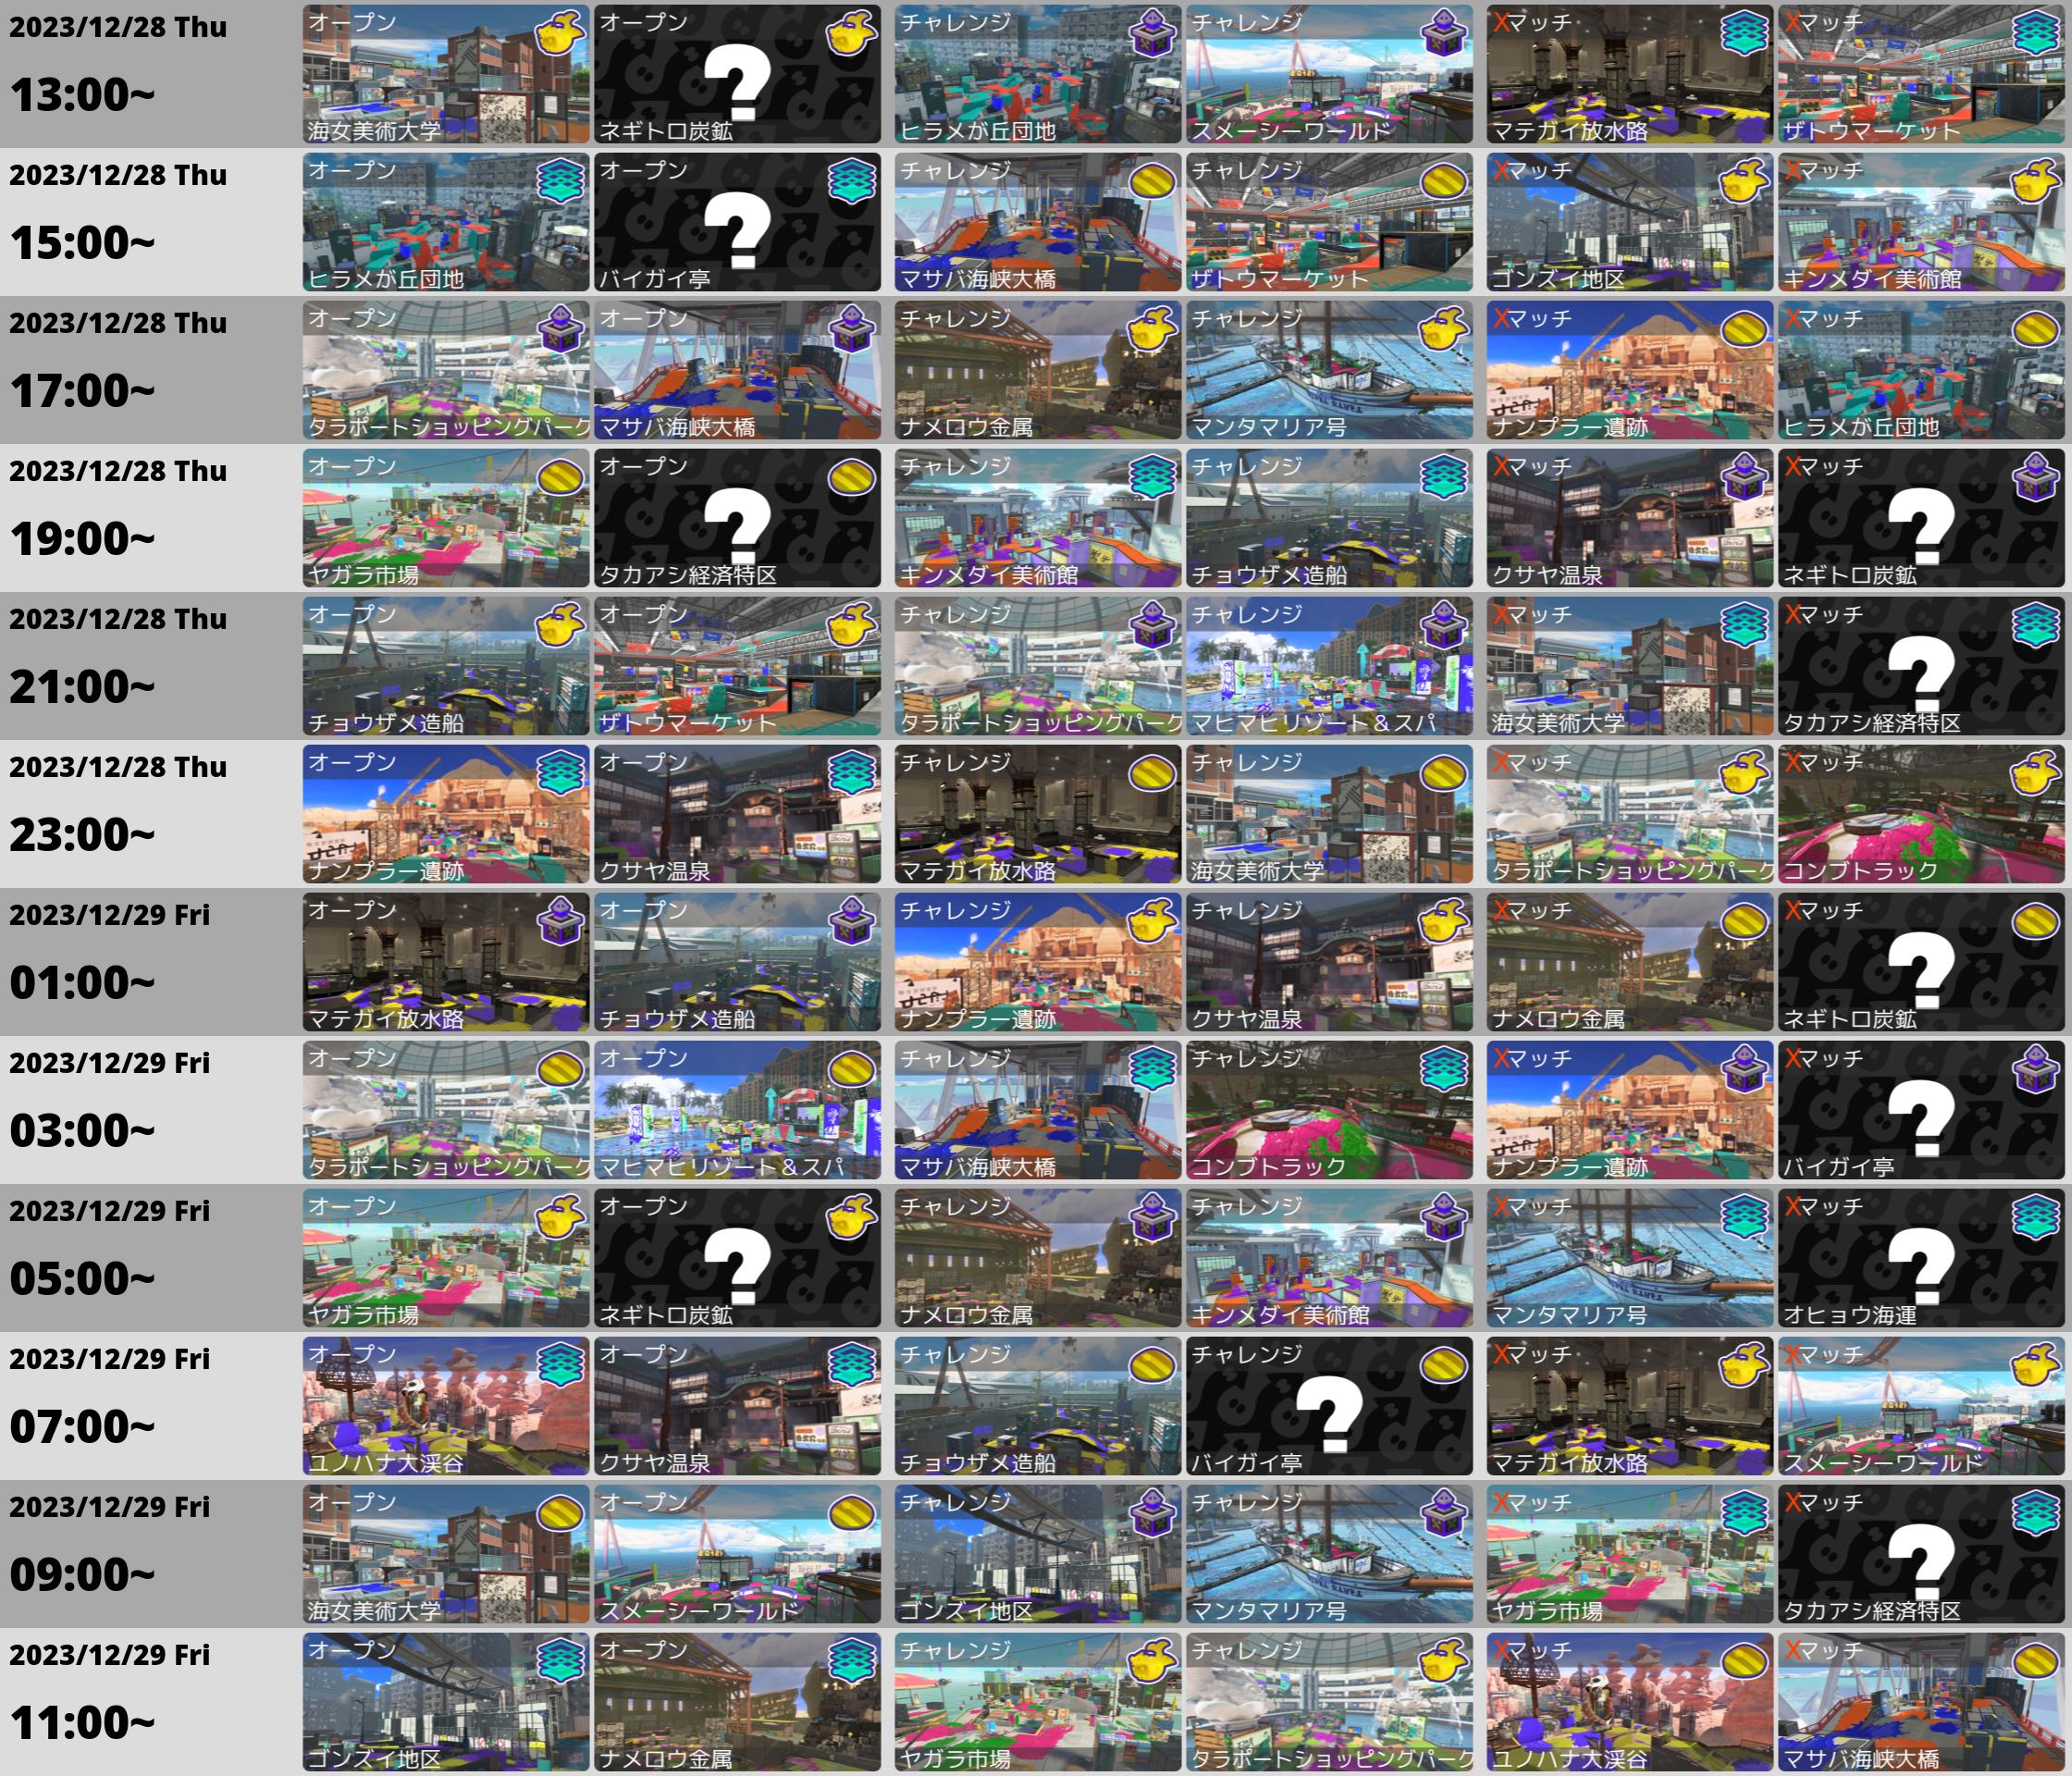 2023/12/28 Thu
13:00~
オープン
海女美術大学
オープン
ネギトロ炭鉱
チャレンジ
ヒラメが丘団地
チャレンジ
スメーシーワールド
Xマッチ
マテガイ放水路
Xマッチ
ザトウマーケット
2023/12/28 Thu
15:00~
オープン
ヒラメが丘団地
オープン
バイガイ亭
チャレンジ
マサバ海峡大橋
チャレンジ
ザトウマーケット
Xマッチ
ゴンズイ地区
Xマッチ
キンメダイ美術館
2023/12/28 Thu
17:00~
オープン
タラポートショッピングパーク
オープン
マサバ海峡大橋
チャレンジ
ナメロウ金属
チャレンジ
マンタマリア号
Xマッチ
ナンプラー遺跡
Xマッチ
ヒラメが丘団地
2023/12/28 Thu
19:00~
オープン
ヤガラ市場
オープン
タカアシ経済特区
チャレンジ
キンメダイ美術館
チャレンジ
チョウザメ造船
Xマッチ
クサヤ温泉
Xマッチ
ネギトロ炭鉱
2023/12/28 Thu
21:00~
オープン
チョウザメ造船
オープン
ザトウマーケット
チャレンジ
タラポートショッピングパーク
チャレンジ
マヒマヒリゾート＆スパ
Xマッチ
海女美術大学
Xマッチ
タカアシ経済特区
2023/12/28 Thu
23:00~
オープン
ナンプラー遺跡
オープン
クサヤ温泉
チャレンジ
マテガイ放水路
チャレンジ
海女美術大学
Xマッチ
タラポートショッピングパーク
Xマッチ
コンブトラック
2023/12/29 Fri
01:00~
オープン
マテガイ放水路
オープン
チョウザメ造船
チャレンジ
ナンプラー遺跡
チャレンジ
クサヤ温泉
Xマッチ
ナメロウ金属
Xマッチ
ネギトロ炭鉱
2023/12/29 Fri
03:00~
オープン
タラポートショッピングパーク
オープン
マヒマヒリゾート＆スパ
チャレンジ
マサバ海峡大橋
チャレンジ
コンブトラック
Xマッチ
ナンプラー遺跡
Xマッチ
バイガイ亭
2023/12/29 Fri
05:00~
オープン
ヤガラ市場
オープン
ネギトロ炭鉱
チャレンジ
ナメロウ金属
チャレンジ
キンメダイ美術館
Xマッチ
マンタマリア号
Xマッチ
オヒョウ海運
2023/12/29 Fri
07:00~
オープン
ユノハナ大渓谷
オープン
クサヤ温泉
チャレンジ
チョウザメ造船
チャレンジ
バイガイ亭
Xマッチ
マテガイ放水路
Xマッチ
スメーシーワールド
2023/12/29 Fri
09:00~
オープン
海女美術大学
オープン
スメーシーワールド
チャレンジ
ゴンズイ地区
チャレンジ
マンタマリア号
Xマッチ
ヤガラ市場
Xマッチ
タカアシ経済特区
2023/12/29 Fri
11:00~
オープン
ゴンズイ地区
オープン
ナメロウ金属
チャレンジ
ヤガラ市場
チャレンジ
タラポートショッピングパーク
Xマッチ
ユノハナ大渓谷
Xマッチ
マサバ海峡大橋